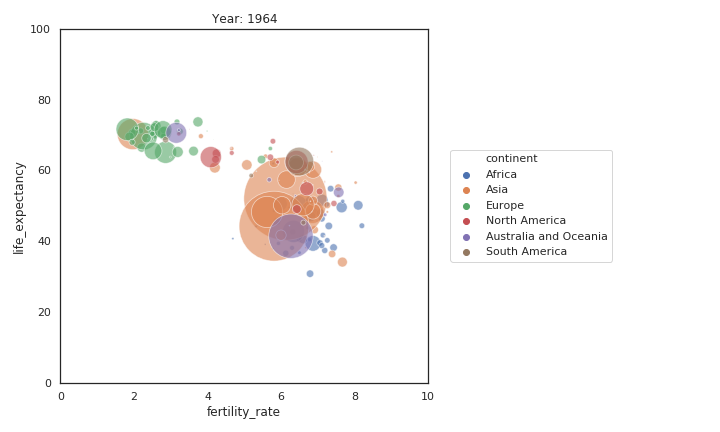 Year: 1964
100
80
60
40
20
0
life_expectancy
0 2 4 6 8 10
fertility_rate
continent
Africa
Asia
Europe
North America
Australia and Oceania
South America